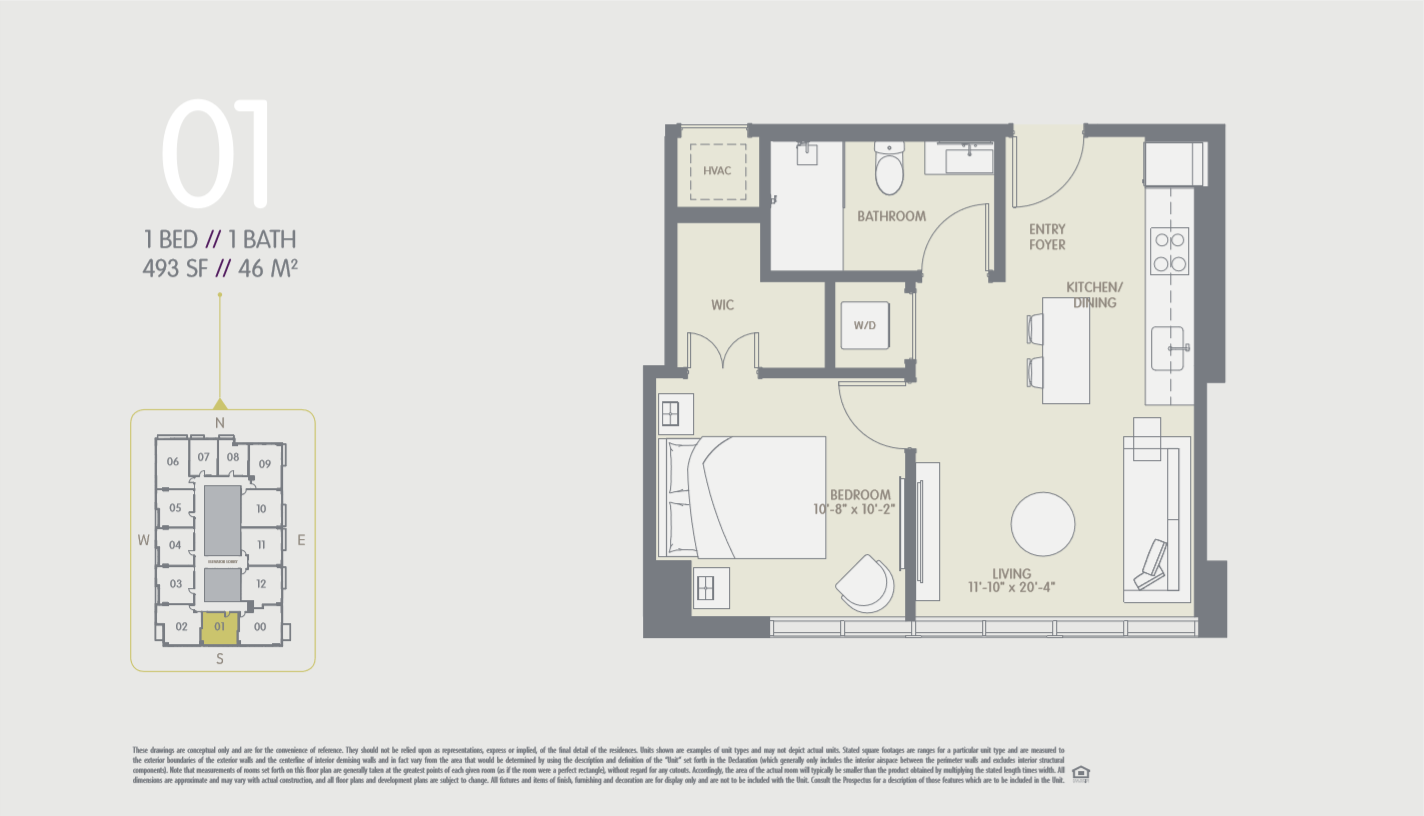 01
1 BED // 1 BATH
493 SF // 46 M²
N
06
07
08
09
05
10
W
04
11
E
03
12
02
01
00
S
HVAC
BATHROOM
ENTRY
FOYER
KITCHEN/
DINING
WIC
W/D
BEDROOM
10'-8" x 10'-2"
LIVING
11'-10" x 20'-4"
These drawings are conceptual only and are for the convenience of reference. They should not be relied upon as representations, express or implied, of the final detail of the residences. Units shown are examples of unit types and may not depict actual units. Stated square footages are ranges for a particular unit type and are measured to
the exterior boundaries of the exterior walls and the centerline of interior demising walls and in fact vary from the area that would be determined by using the description and definition of the "Unit" set forth in the Declaration (which generally only includes the interior airspace between the perimeter walls and excludes interior structural
components). Note that measurements of rooms set forth on this floor plan are generally taken at the greatest points of each given room (as if the room were a perfect rectangle), without regard for any cutouts. Accordingly, the area of the actual room will typically be smaller than the product obtained by multiplying the stated length times width. All
dimensions are approximate and may vary with actual construction, and all floor plans and development plans are subject to change. All fixtures and items of finish, furnishing and decoration are for display only and are not to be included with the Unit. Consult the Prospectus for a description of those Features which are to be included in the Unit.